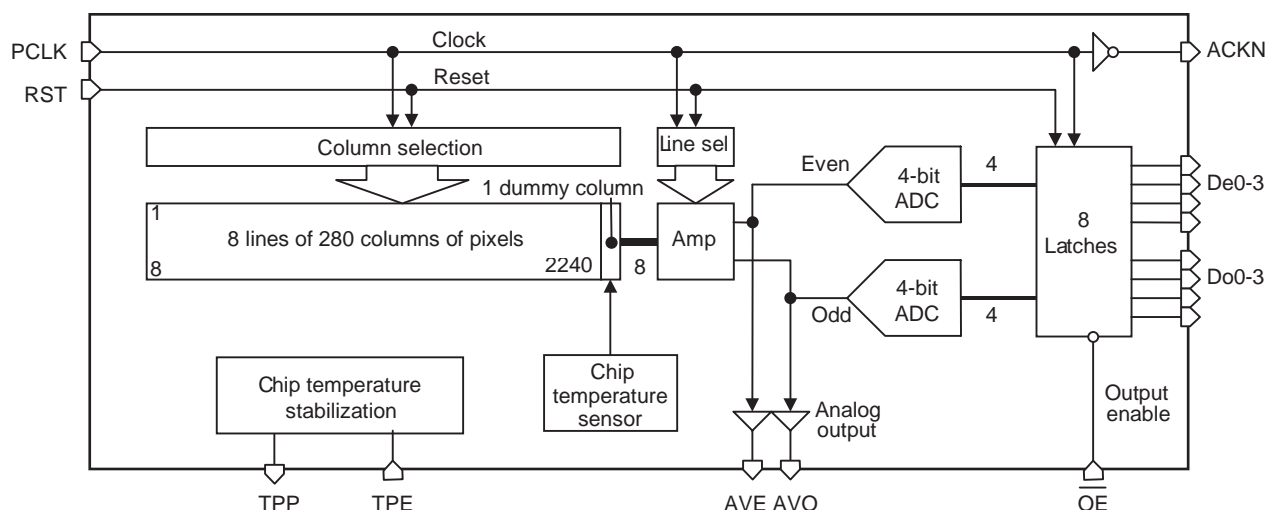 Clock
PCLK
ACKN
Reset
RST
Column selection
Line sel
Even
4-bit
ADC
4
De0-3
1 dummy column
1
8 lines of 280 columns of pixels
8
2240
8
Amp
8
Latches
Odd
4-bit
ADC
4
Do0-3
Chip temperature
stabilization
Chip
temperature
sensor
Analog
output
Output
enable
TPP
TPE
AVE
AVO
OE